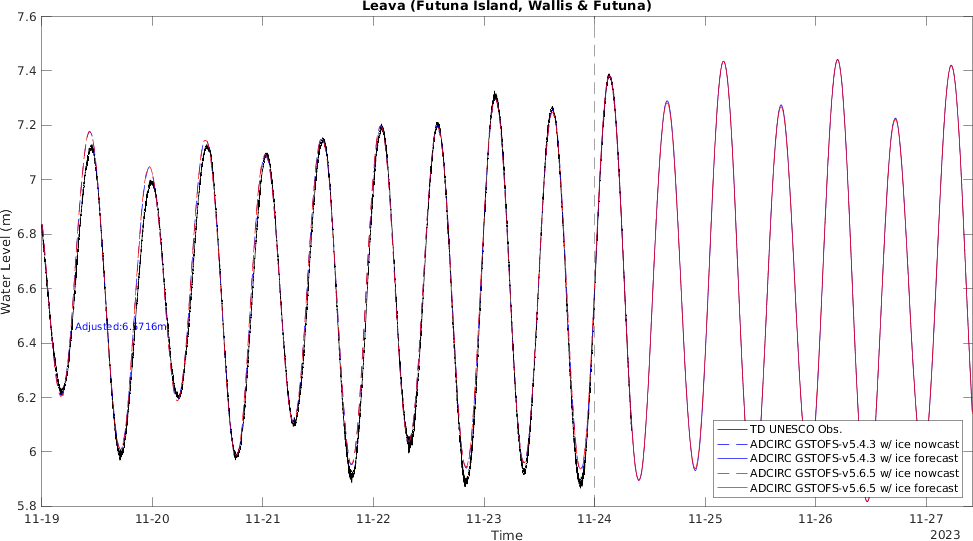 Leava (Futuna Island, Wallis & Futuna)
Water Level (m)
7.6
7.4
7.2
7
6.8
6.6
6.4
6.2
6
5.8
TD UNESCO Obs.
ADCIRC GSTOFS-v5.4.3 w/ ice nowcast
ADCIRC GSTOFS-v5.4.3 w/ ice forecast
ADCIRC GSTOFS-v5.6.5 w/ ice nowcast
ADCIRC GSTOFS-v5.6.5 w/ ice forecast
11-19 11-20 11-21 11-22 11-23 11-24 11-25 11-26 11-27
Time
2023